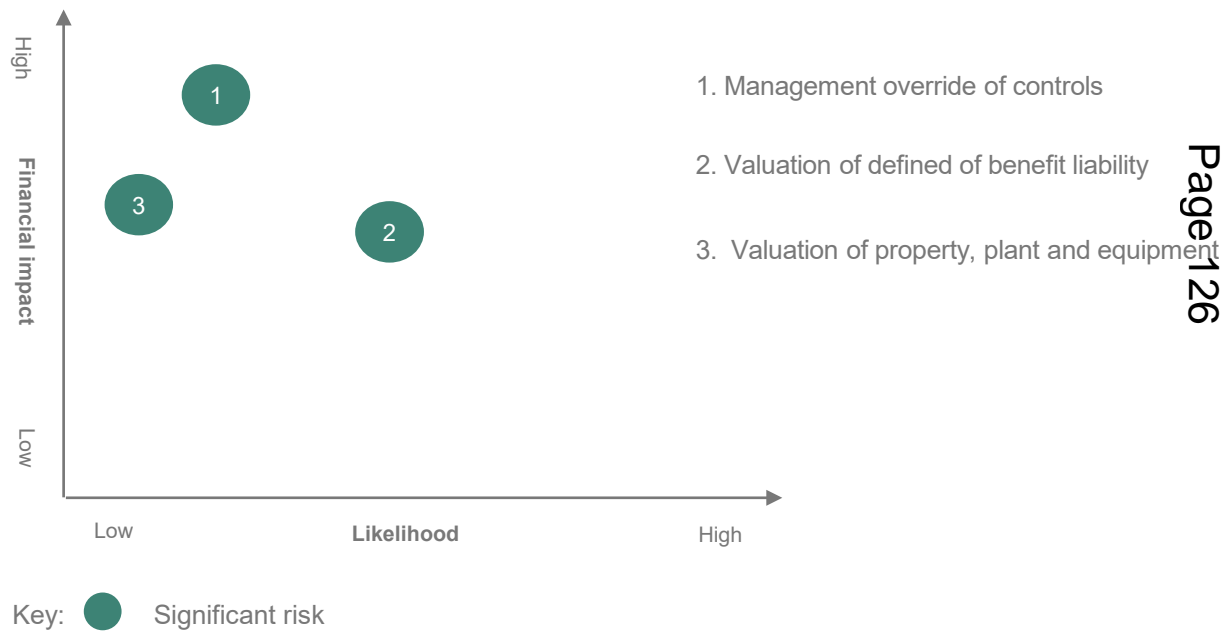 High
Financial impact
Low
1
3
2
Low
Likelihood
High
1. Management override of controls
2. Valuation of defined of benefit liability
3. Valuation of property, plant and equipment
Page 126
Key:
Significant risk